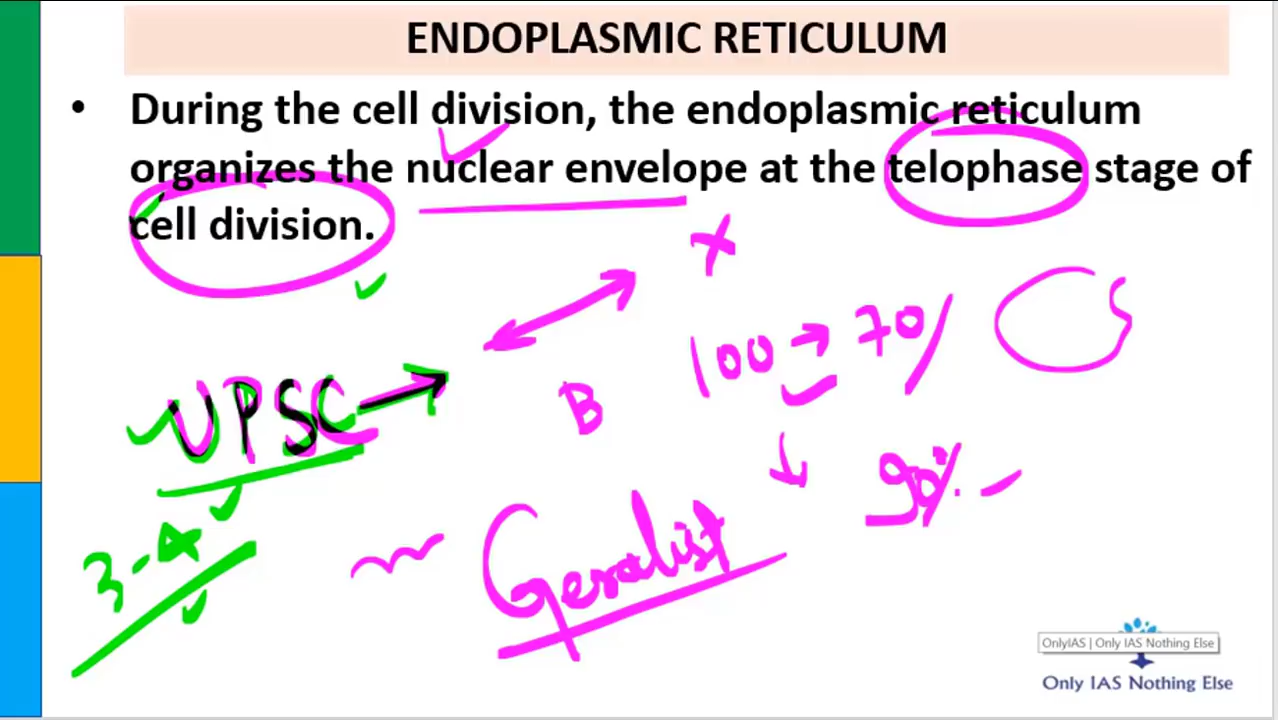 ENDOPLASMIC RETICULUM
• During the cell division, the endoplasmic reticulum
organizes the nuclear envelope at the telophase stage of
cell division.
X
100 → 70/
UPSC →
B
90%
3-4
Generalist
OnlyIAS | Only IAS Nothing Else
Only IAS Nothing Else